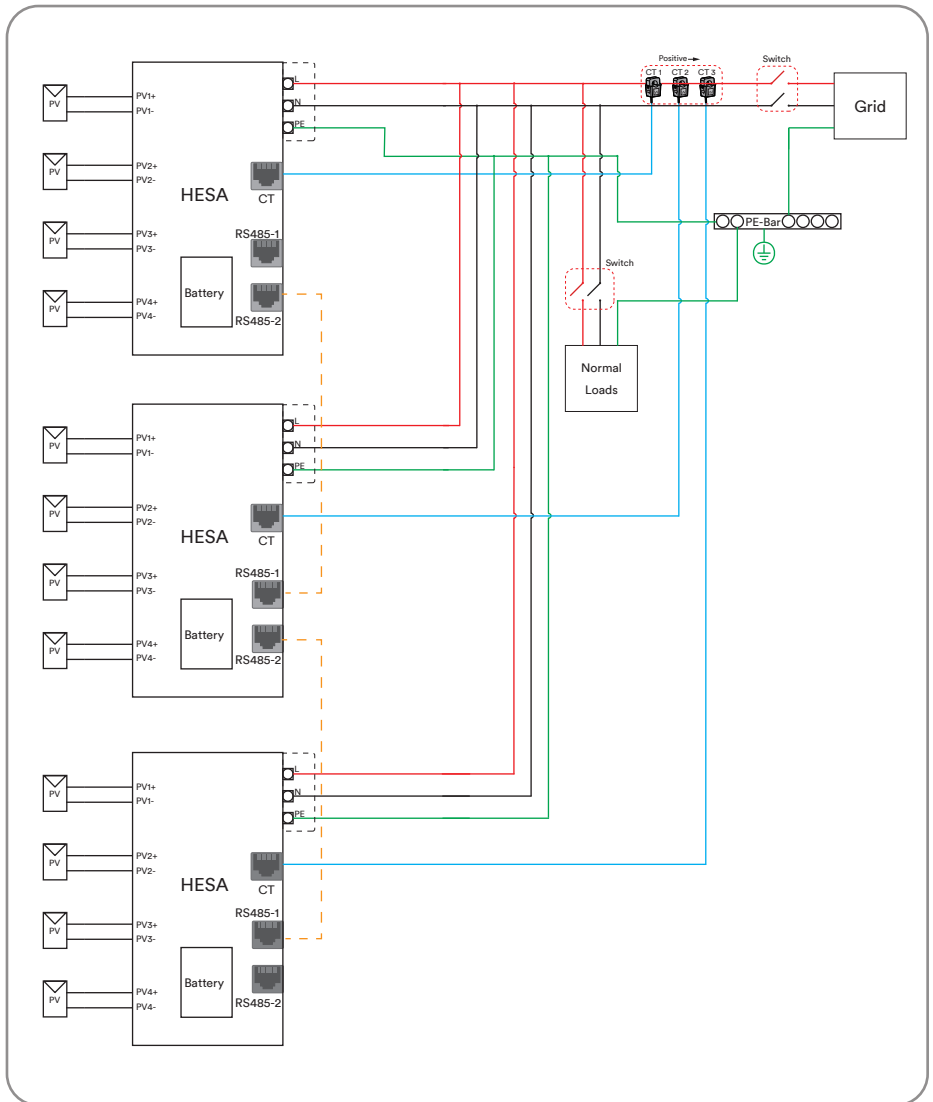 Positive
CT 1 CT 2 CT 3
Switch
Grid
PE-Bar
Switch
Normal
Loads
PV
PV1+
PV1-
PV
PV2+
PV2-
PV
PV3+
PV3-
PV
PV4+
PV4-
HESA
Battery
L
N
PE
CT
RS485-1
RS485-2
PV
PV1+
PV1-
PV
PV2+
PV2-
PV
PV3+
PV3-
PV
PV4+
PV4-
HESA
Battery
L
N
PE
CT
RS485-1
RS485-2
PV
PV1+
PV1-
PV
PV2+
PV2-
PV
PV3+
PV3-
PV
PV4+
PV4-
HESA
Battery
L
N
PE
CT
RS485-1
RS485-2